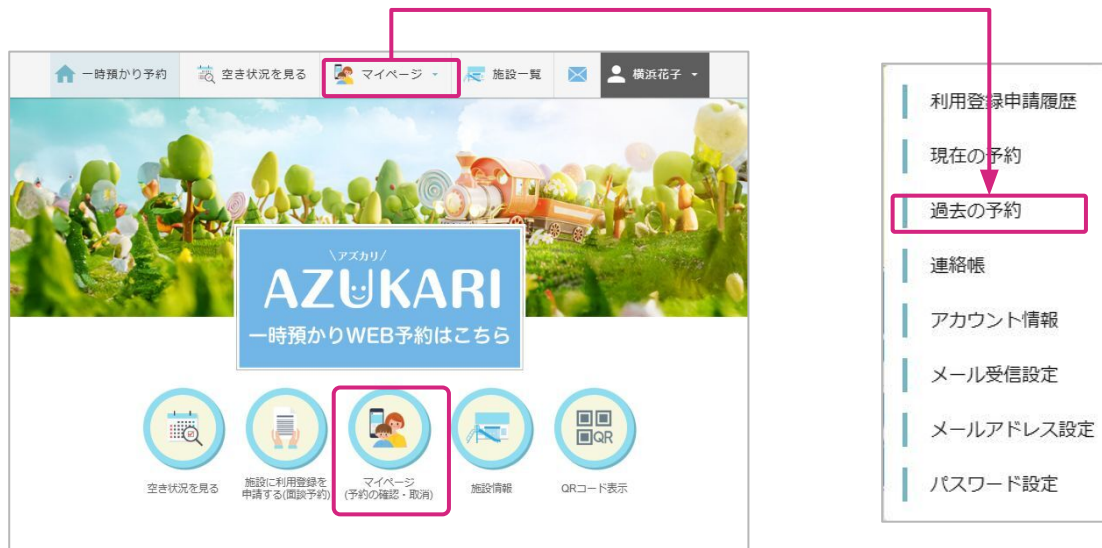 一時預かり予約
空き状況を見る
マイページ
施設一覧
横浜花子
\アズカリ/
AZUKARI
一時預かりWEB予約はこちら
空き状況を見る
施設に利用登録を
申請する(面談予約)
マイページ
(予約の確認・取消)
施設情報
QR
QRコード表示
利用登録申請履歴
現在の予約
過去の予約
連絡帳
アカウント情報
メール受信設定
メールアドレス設定
パスワード設定